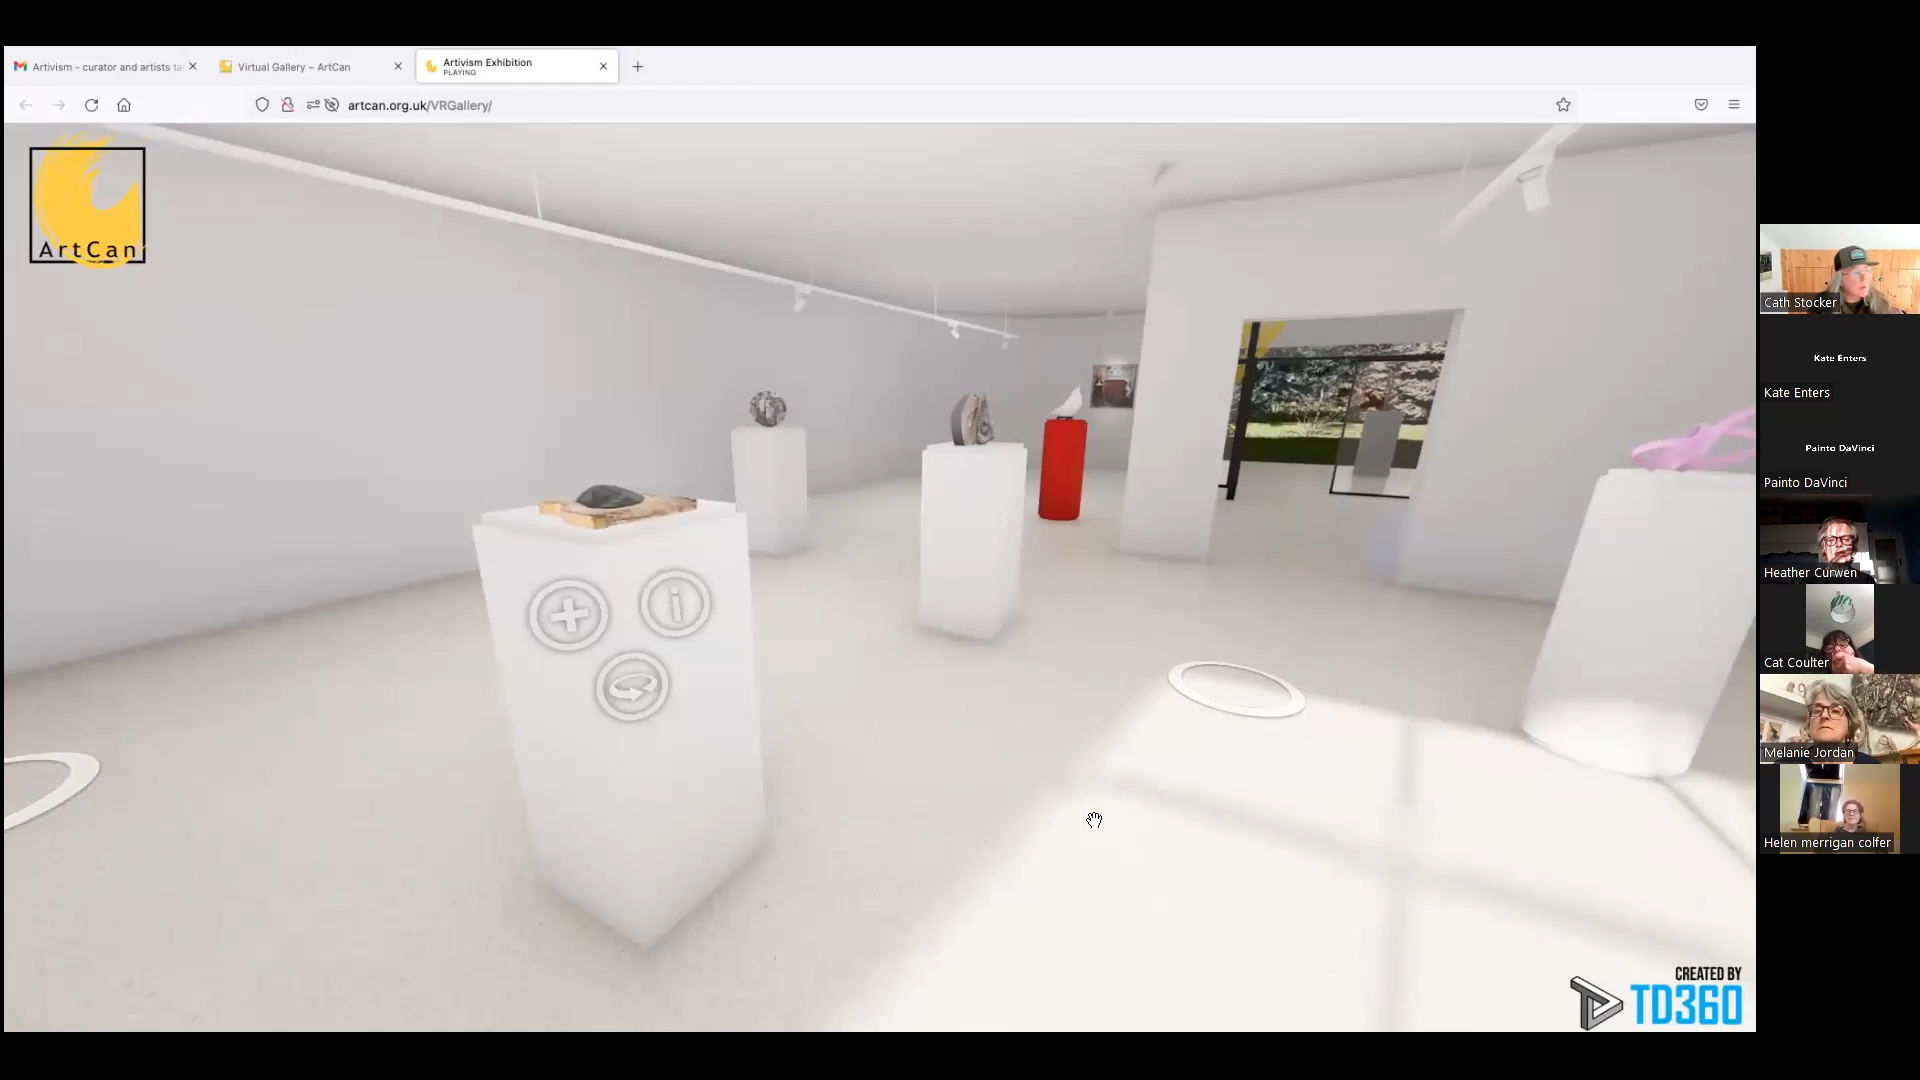 Artivism - curator and artists ta
Virtual Gallery – ArtCan
Artivism Exhibition
PLAYING
artcan.org.uk/VRGallery/
ArtCan
Cath Stocker
Kate Enters
Kate Enters
Painto DaVinci
Painto DaVinci
Heather Curwen
Cat Coulter
Melanie Jordan
Helen merrigan colfer
CREATED BY
TD360